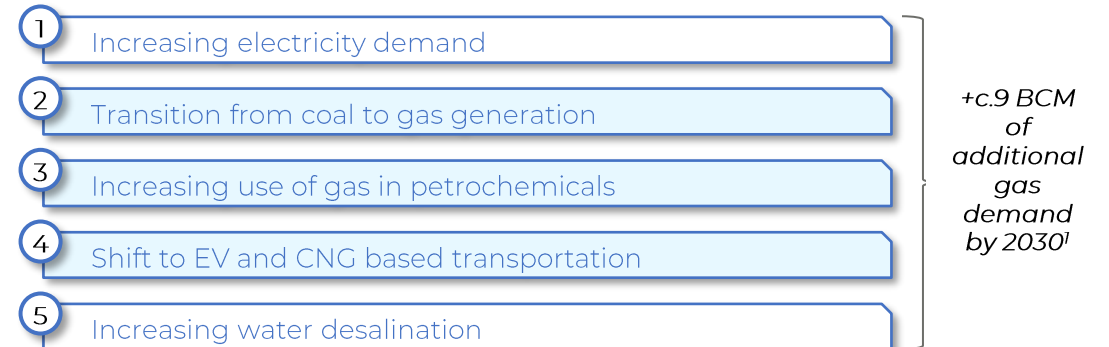 1
Increasing electricity demand
2
Transition from coal to gas generation
3
Increasing use of gas in petrochemicals
4
Shift to EV and CNG based transportation
5
Increasing water desalination
+c.9 BCM
of
additional
gas
demand
by 2030¹